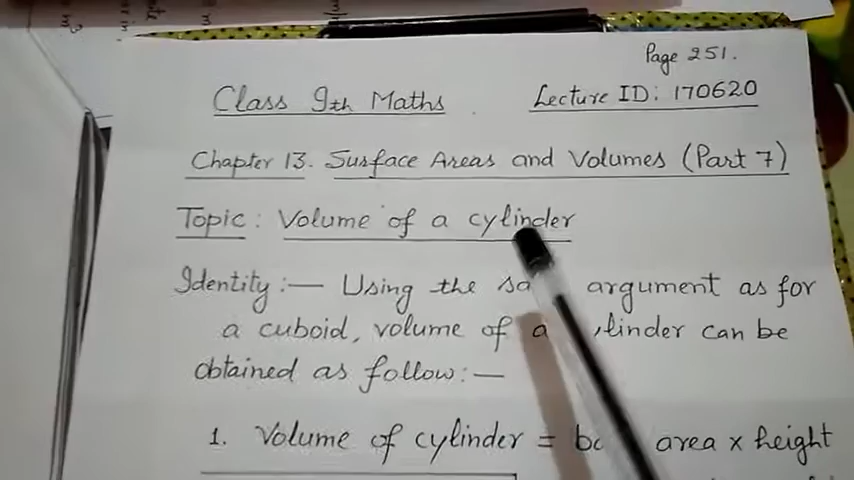 Page 251.
Class 9th Maths Lecture ID: 170620
Chapter 13. Surface Areas and Volumes (Part 7)
Topic: Volume of a cylinder
Identity :— Using the argument as for
a cuboid, volume of a can be
obtained as follow:—
1. Volume of cylinder = area x height